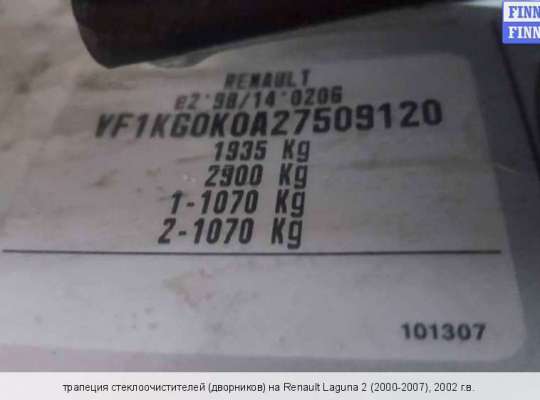 FINN
FINN
RENAULT
e2*98/14*0206
VF1KG0K0A27509120
1935 Kg
2900 Kg
1-1070 Kg
2-1070 Kg
101307
трапеция стеклоочистителей (дворников) на Renault Laguna 2 (2000-2007), 2002 г.в.